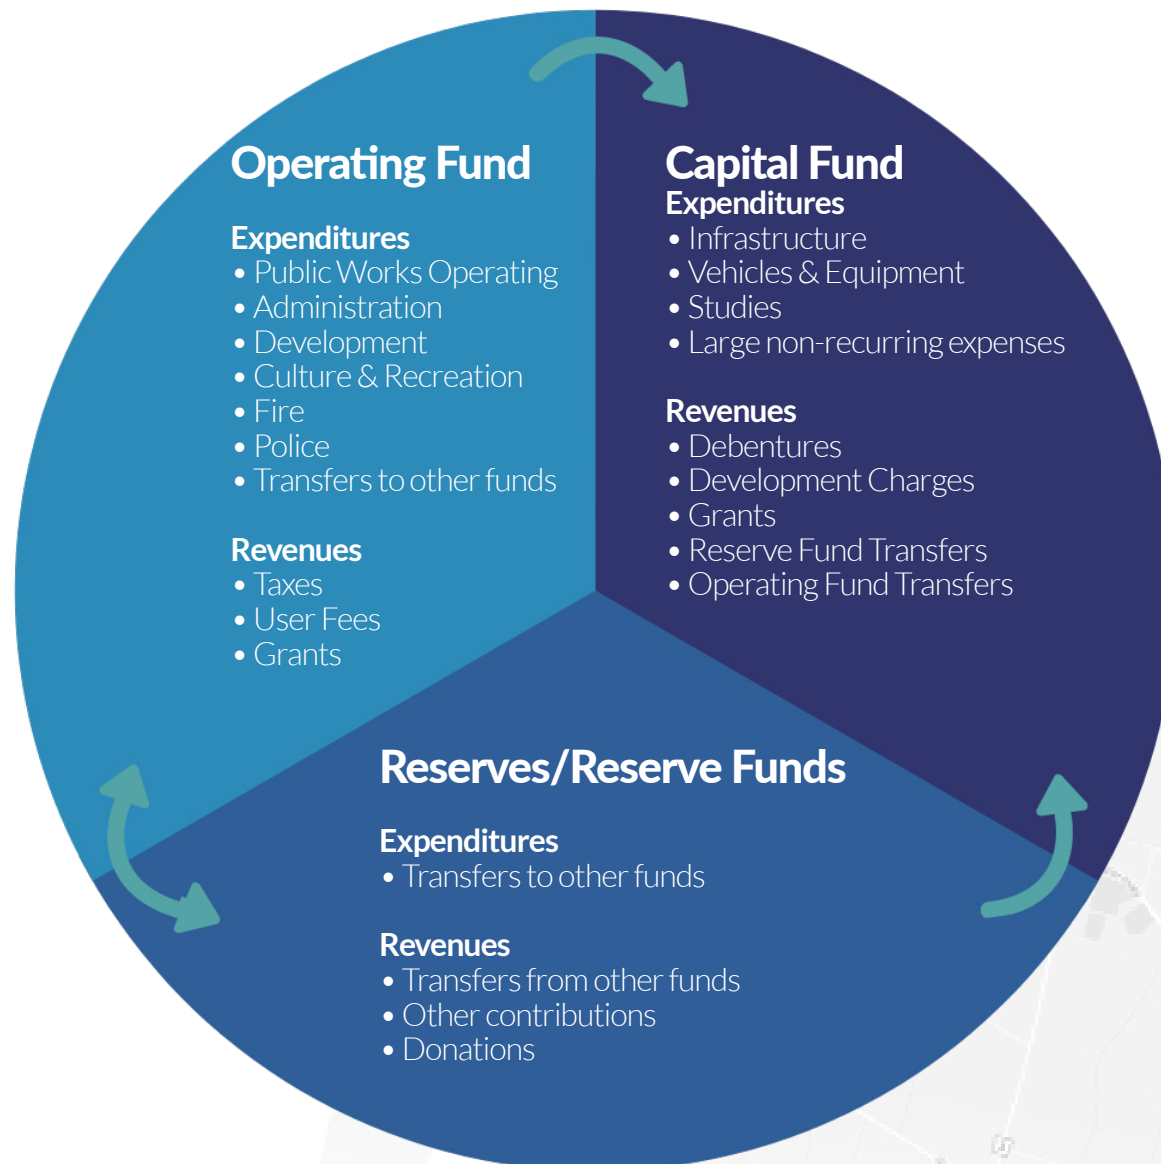 Operating Fund
Expenditures
• Public Works Operating
• Administration
• Development
• Culture & Recreation
• Fire
• Police
• Transfers to other funds
Revenues
• Taxes
• User Fees
• Grants
Capital Fund
Expenditures
• Infrastructure
• Vehicles & Equipment
• Studies
• Large non-recurring expenses
Revenues
• Debentures
• Development Charges
• Grants
• Reserve Fund Transfers
• Operating Fund Transfers
Reserves/Reserve Funds
Expenditures
• Transfers to other funds
Revenues
• Transfers from other funds
• Other contributions
• Donations